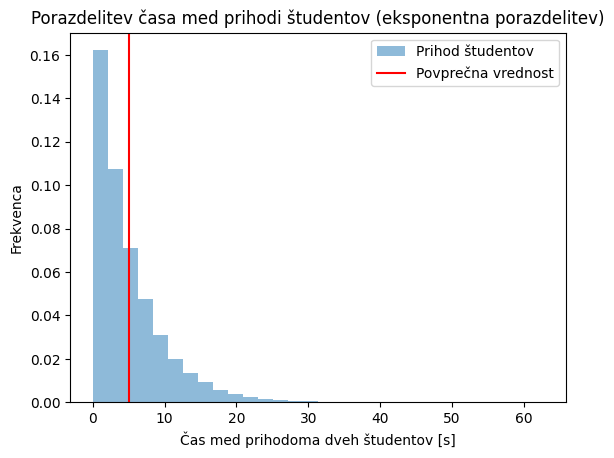 Porazdelitev časa med prihodi študentov (eksponentna porazdelitev)
Prihod študentov
Povprečna vrednost
Frekvenca
0.16
0.14
0.12
0.10
0.08
0.06
0.04
0.02
0.00
0 10 20 30 40 50 60
Čas med prihodoma dveh študentov [s]